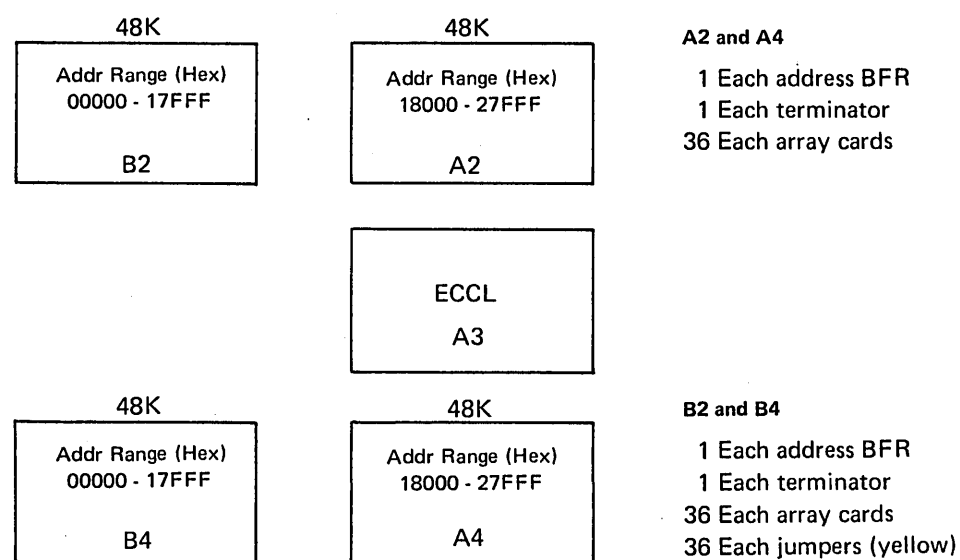 48K
Addr Range (Hex)
00000 - 17FFF
B2
48K
Addr Range (Hex)
18000 - 27FFF
A2
A2 and A4
1 Each address BFR
1 Each terminator
36 Each array cards
ECCL
A3
48K
Addr Range (Hex)
00000 - 17FFF
B4
48K
Addr Range (Hex)
18000 - 27FFF
A4
B2 and B4
1 Each address BFR
1 Each terminator
36 Each array cards
36 Each jumpers (yellow)